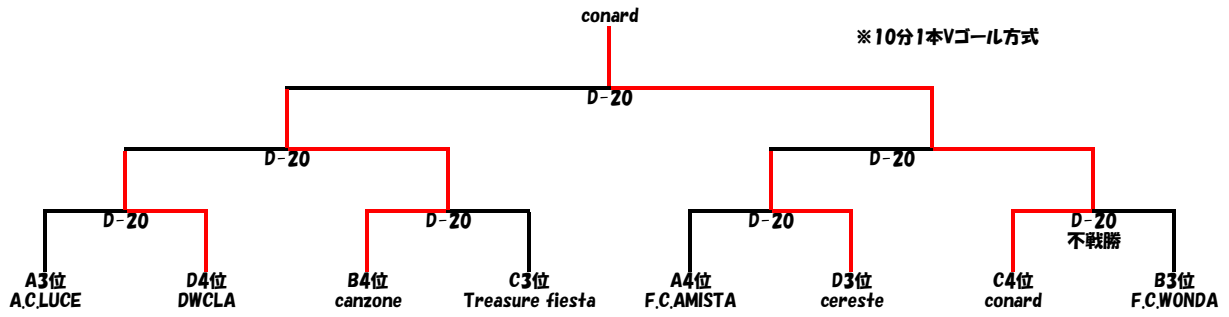 conard
※10分1本Vゴール方式
D-20
D-20
D-20
D-20
D-20
D-20
D-20
不戦勝
A3位
A.C.LUCE
D4位
DWCLA
B4位
canzone
C3位
Treasure fiesta
A4位
F.C.AMISTA
D3位
cereste
C4位
conard
B3位
F.C.WONDA